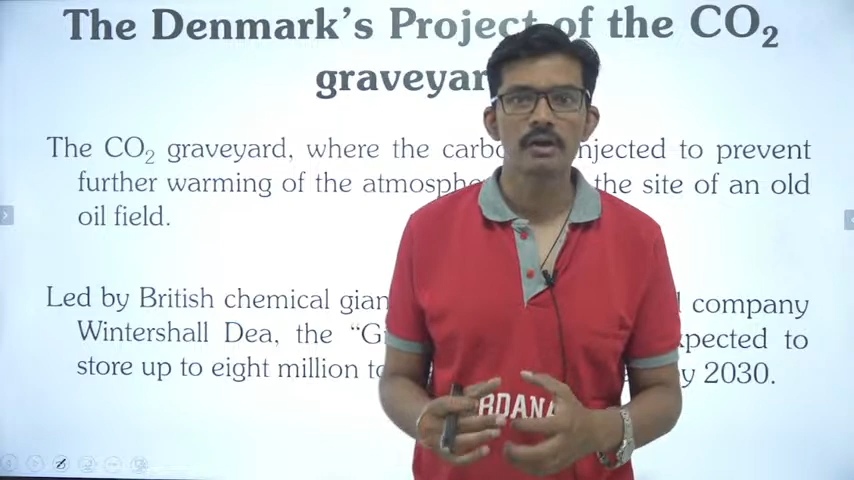 The Denmark's Project of the CO₂
graveyar
The CO₂ graveyard, where the carbo njected to prevent
further warming of the atmosphe the site of an old
oil field.
Led by British chemical gian company
Wintershall Dea, the “G xpected to
store up to eight million t y 2030.
RDANA